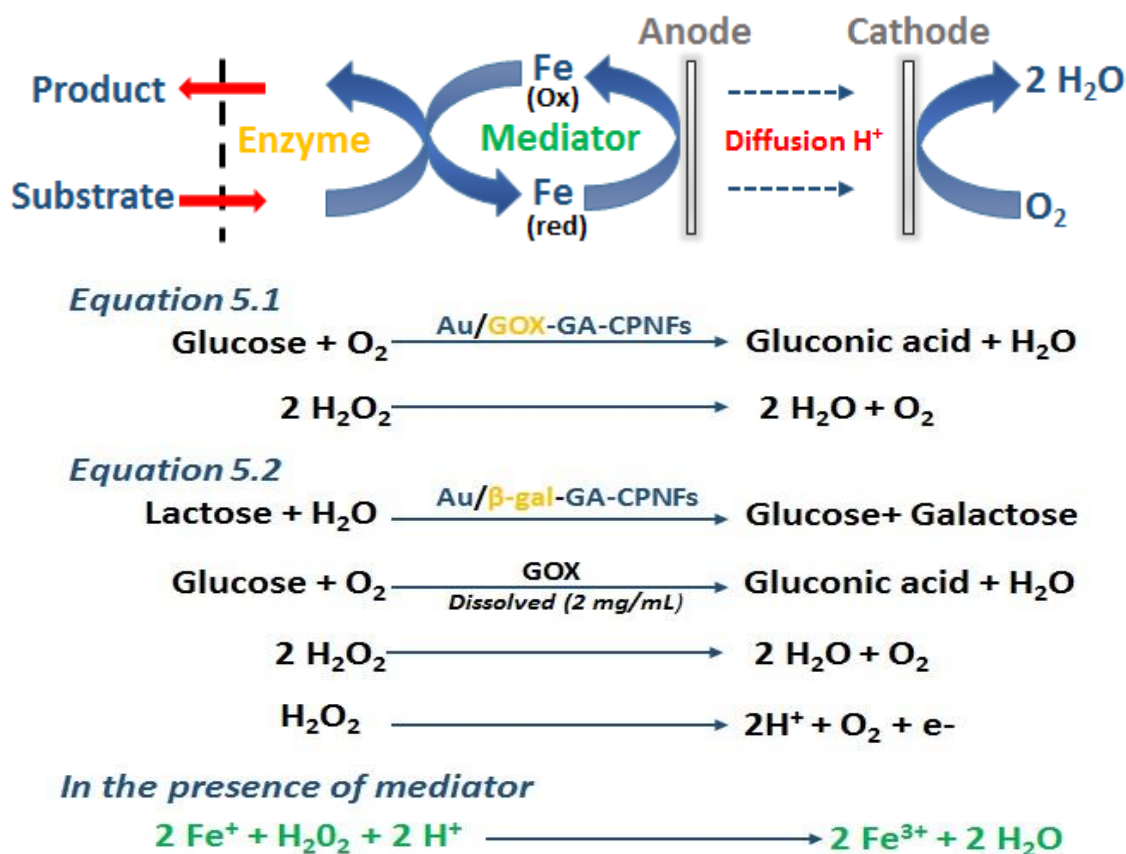 Anode Cathode
Product Enzyme Fe (Ox) Mediator Diffusion H⁺ 2 H₂O
Substrate Fe (red) O₂
Equation 5.1
Au/GOX-GA-CPNFs
Glucose + O₂ Gluconic acid + H₂O
2 H₂O₂ 2 H₂O + O₂
Equation 5.2
Au/β-gal-GA-CPNFs
Lactose + H₂O Glucose+ Galactose
GOX
Glucose + O₂ Gluconic acid + H₂O
Dissolved (2 mg/mL)
2 H₂O₂ 2 H₂O + O₂
H₂O₂ 2H⁺ + O₂ + e-
In the presence of mediator
2 Fe⁺ + H₂0₂ + 2 H⁺ 2 Fe³⁺ + 2 H₂O